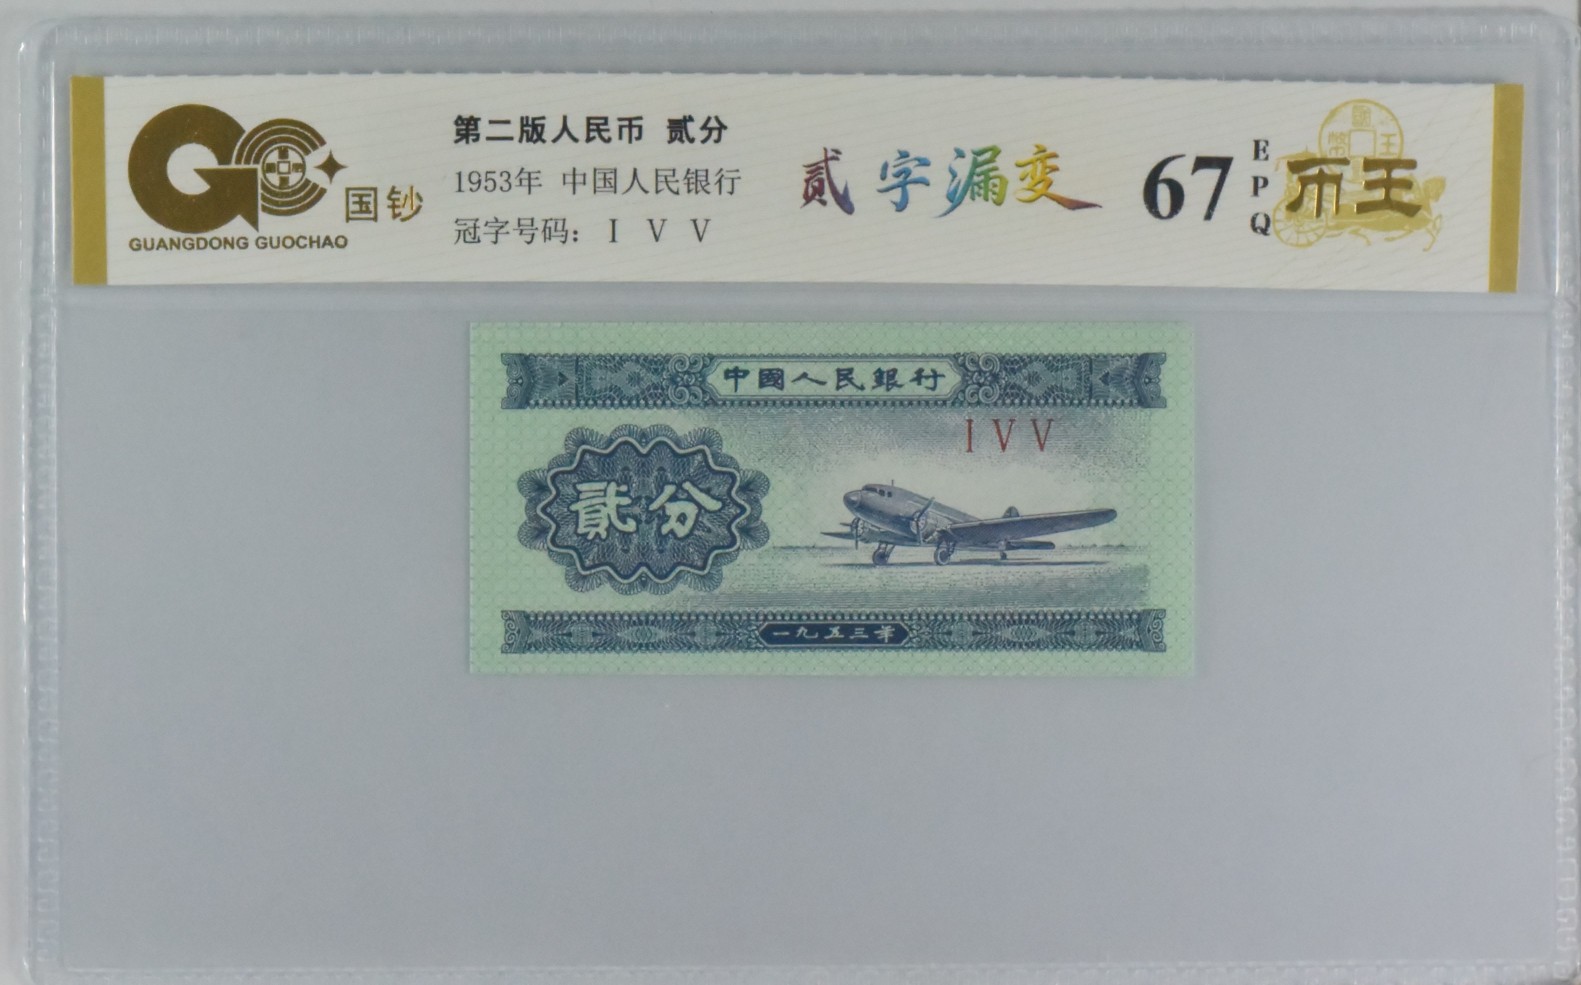 国钞
GUANGDONG GUOCHAO
第二版人民币 贰分
1953年 中国人民银行
冠字号码: I V V
贰字漏变
67
EPQ
币王
中國人民銀行
I V V
貳分
一九五三年